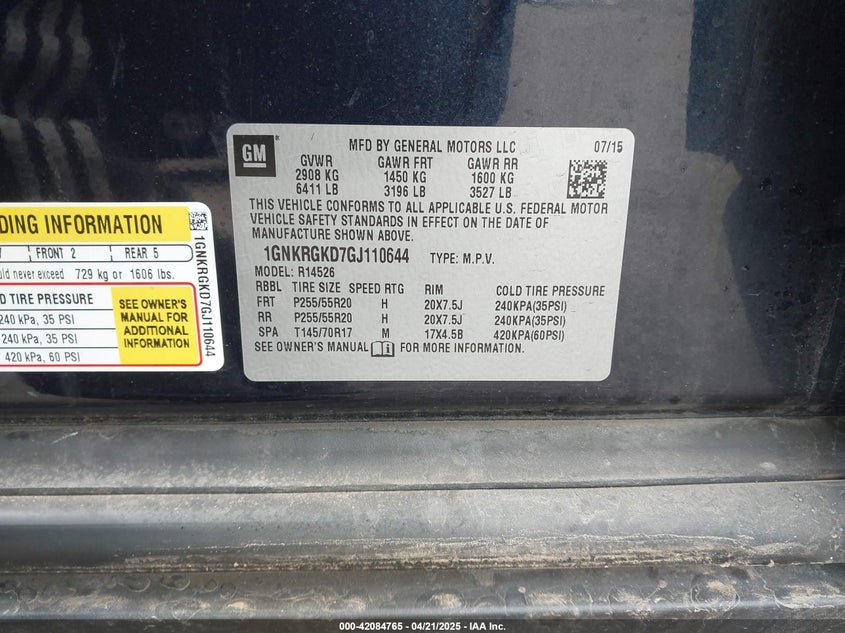 GM
MFD BY GENERAL MOTORS LLC 07/15
GVWR GAWR FRT GAWR RR
2908 KG 1450 KG 1600 KG
6411 LB 3196 LB 3527 LB
THIS VEHICLE CONFORMS TO ALL APPLICABLE U.S. FEDERAL MOTOR
VEHICLE SAFETY STANDARDS IN EFFECT ON THE DATE OF
MANUFACTURE SHOWN ABOVE.
1GNKRGKD7GJ110644 TYPE: M.P.V.
MODEL: R14526
RBBL TIRE SIZE SPEED RTG RIM COLD TIRE PRESSURE
FRT P255/55R20 H 20X7.5J 240KPA(35PSI)
RR P255/55R20 H 20X7.5J 240KPA(35PSI)
SPA T145/70R17 M 17X4.5B 420KPA(60PSI)
SEE OWNER'S MANUAL FOR MORE INFORMATION.
DING INFORMATION
FRONT 2 REAR 5
uld never exceed 729 kg or 1606 lbs.
D TIRE PRESSURE
240 kPa, 35 PSI
240 kPa, 35 PSI
420 kPa, 60 PSI
SEE OWNER'S
MANUAL FOR
ADDITIONAL
INFORMATION
1GNKRGKD7GJ110644
000-42084765 - 04/21/2025 - IAA Inc.